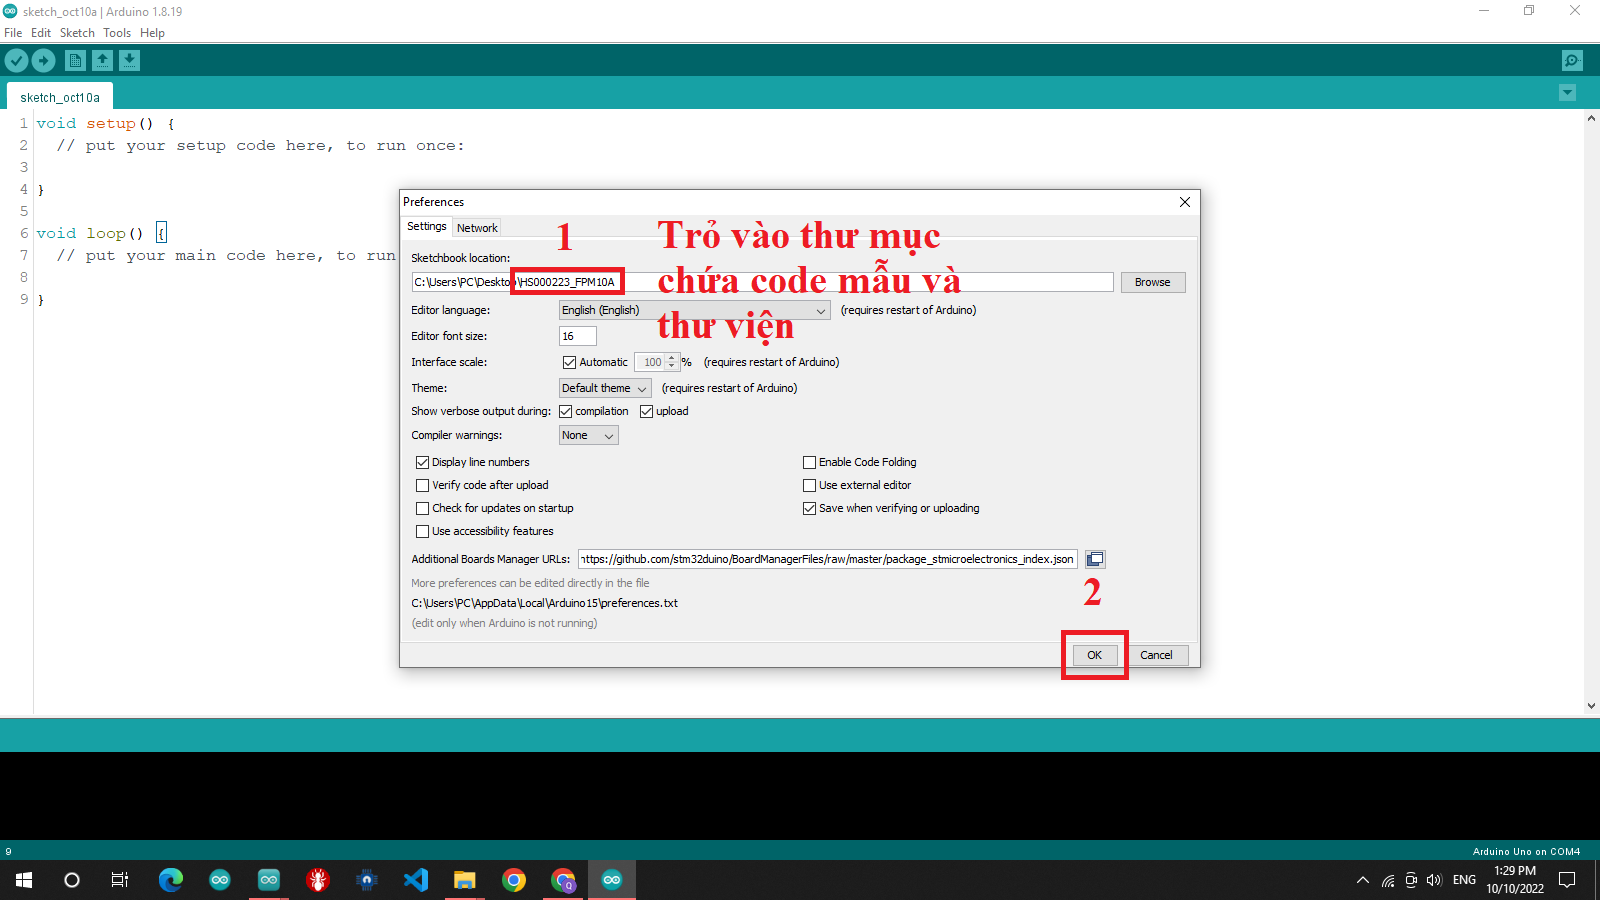 sketch_oct10a | Arduino 1.8.19
File Edit Sketch Tools Help
sketch_oct10a
1 void setup() {
2 // put your setup code here, to run once:
3
4 }
5
6 void loop() {
7 // put your main code here, to run
8
9 }
Preferences
Settings Network
1
Trỏ vào thư mục
chứa code mẫu và
thư viện
Sketchbook location:
C:\Users\PC\Desktop\HS000223_FPM10A Browse
Editor language: English (English) (requires restart of Arduino)
Editor font size: 16
Interface scale: Automatic 100 % (requires restart of Arduino)
Theme: Default theme (requires restart of Arduino)
Show verbose output during: compilation upload
Compiler warnings: None
Display line numbers Enable Code Folding
Verify code after upload Use external editor
Check for updates on startup Save when verifying or uploading
Use accessibility features
Additional Boards Manager URLs: https://github.com/stm32duino/BoardManagerFiles/raw/master/package_stmicroelectronics_index.json
More preferences can be edited directly in the file
C:\Users\PC\AppData\Local\Arduino15\preferences.txt
(edit only when Arduino is not running)
2
OK Cancel
9 Arduino Uno on COM4
Q
ENG 1:29 PM
10/10/2022